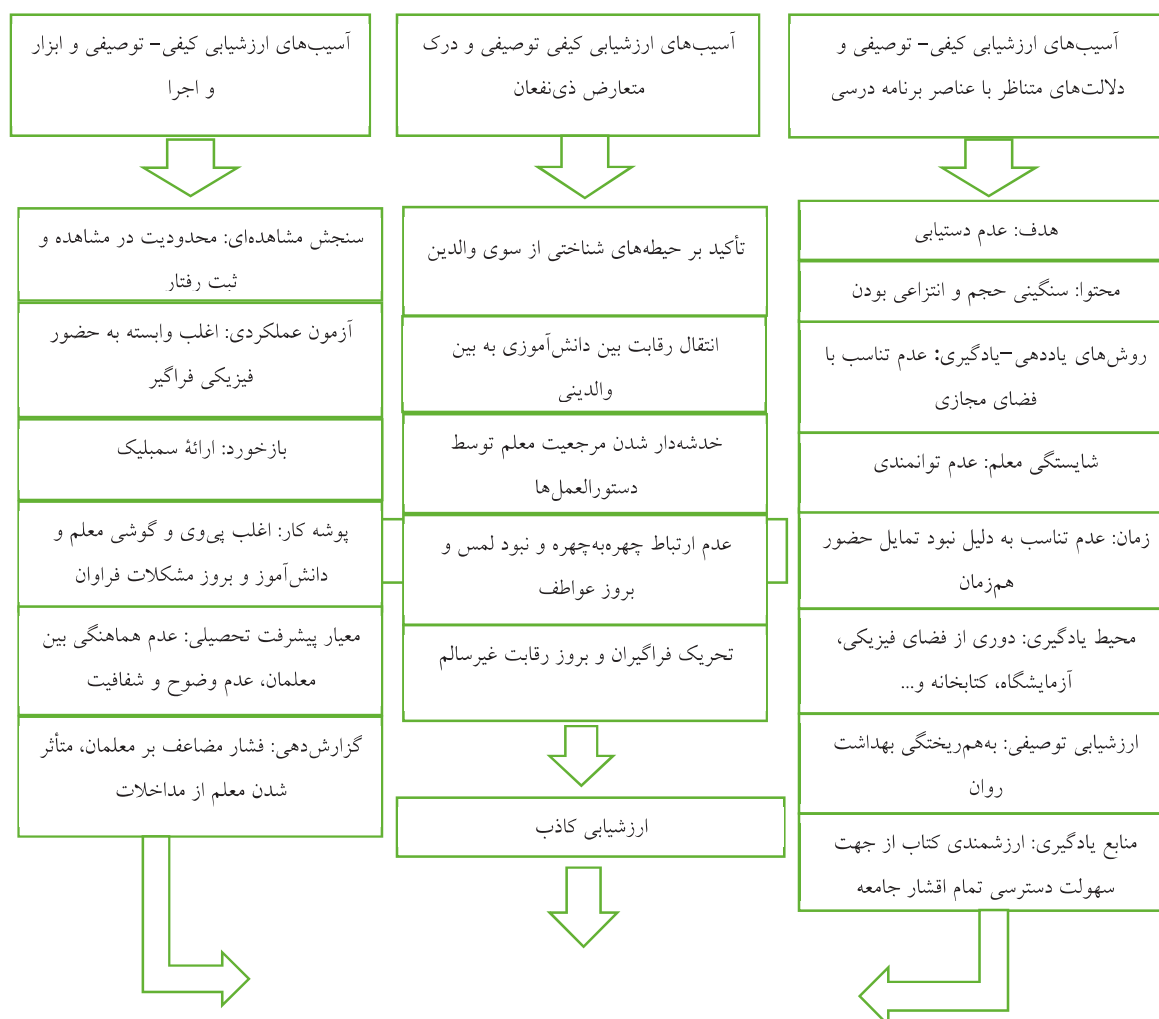 آسیب‌های ارزشیابی کیفی- توصیفی و
دلالت‌های متناظر با عناصر برنامه درسی
هدف: عدم دستیابی
محتوا: سنگینی حجم و انتزاعی بودن
روش‌های یاددهی-یادگیری: عدم تناسب با
فضای مجازی
شایستگی معلم: عدم توانمندی
زمان: عدم تناسب به دلیل نبود تمایل حضور
هم‌زمان
محیط یادگیری: دوری از فضای فیزیکی،
آزمایشگاه، کتابخانه و...
ارزشیابی توصیفی: به‌هم‌ریختگی بهداشت
روان
منابع یادگیری: ارزشمندی کتاب از جهت
سهولت دسترسی تمام اقشار جامعه
آسیب‌های ارزشیابی کیفی توصیفی و درک
متعارض ذی‌نفعان
تأکید بر حیطه‌های شناختی از سوی والدین
انتقال رقابت بین دانش‌آموزی به بین
والدینی
خدشه‌دار شدن مرجعیت معلم توسط
دستورالعمل‌ها
عدم ارتباط چهره‌به‌چهره و نبود لمس و
بروز عواطف
تحریک فراگیران و بروز رقابت غیرسالم
ارزشیابی کاذب
آسیب‌های ارزشیابی کیفی- توصیفی و ابزار
و اجرا
سنجش مشاهده‌ای: محدودیت در مشاهده و
ثبت رفتار
آزمون عملکردی: اغلب وابسته به حضور
فیزیکی فراگیر
بازخورد: ارائهٔ سمبلیک
پوشه کار: اغلب پی‌وی و گوشی معلم و
دانش‌آموز و بروز مشکلات فراوان
معیار پیشرفت تحصیلی: عدم هماهنگی بین
معلمان، عدم وضوح و شفافیت
گزارش‌دهی: فشار مضاعف بر معلمان، متأثر
شدن معلم از مداخلات